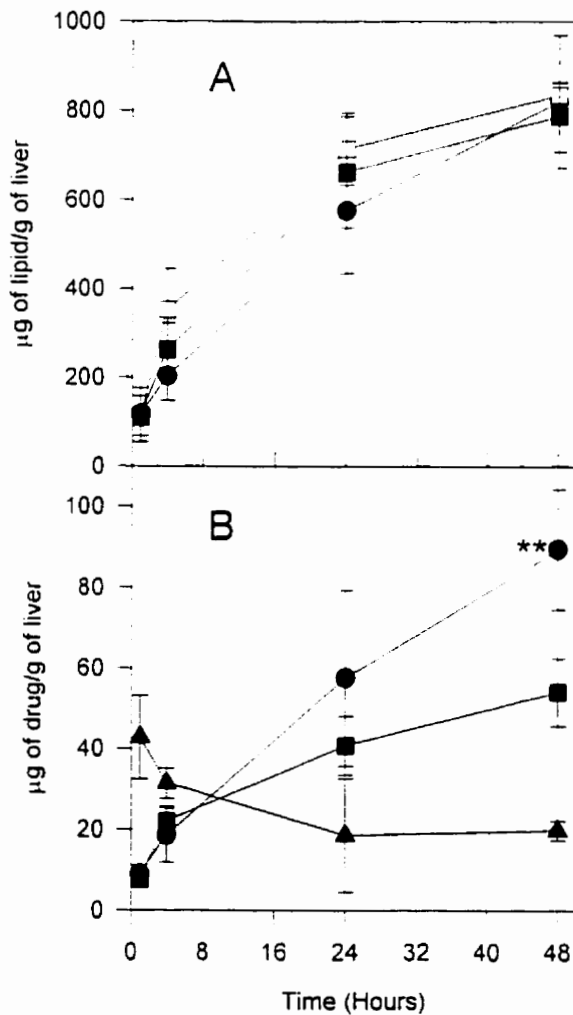 1000
800
600
400
200
0
µg of lipid/g of liver
A
100
80
60
40
20
0
µg of drug/g of liver
B
**
0 8 16 24 32 40 48
Time (Hours)